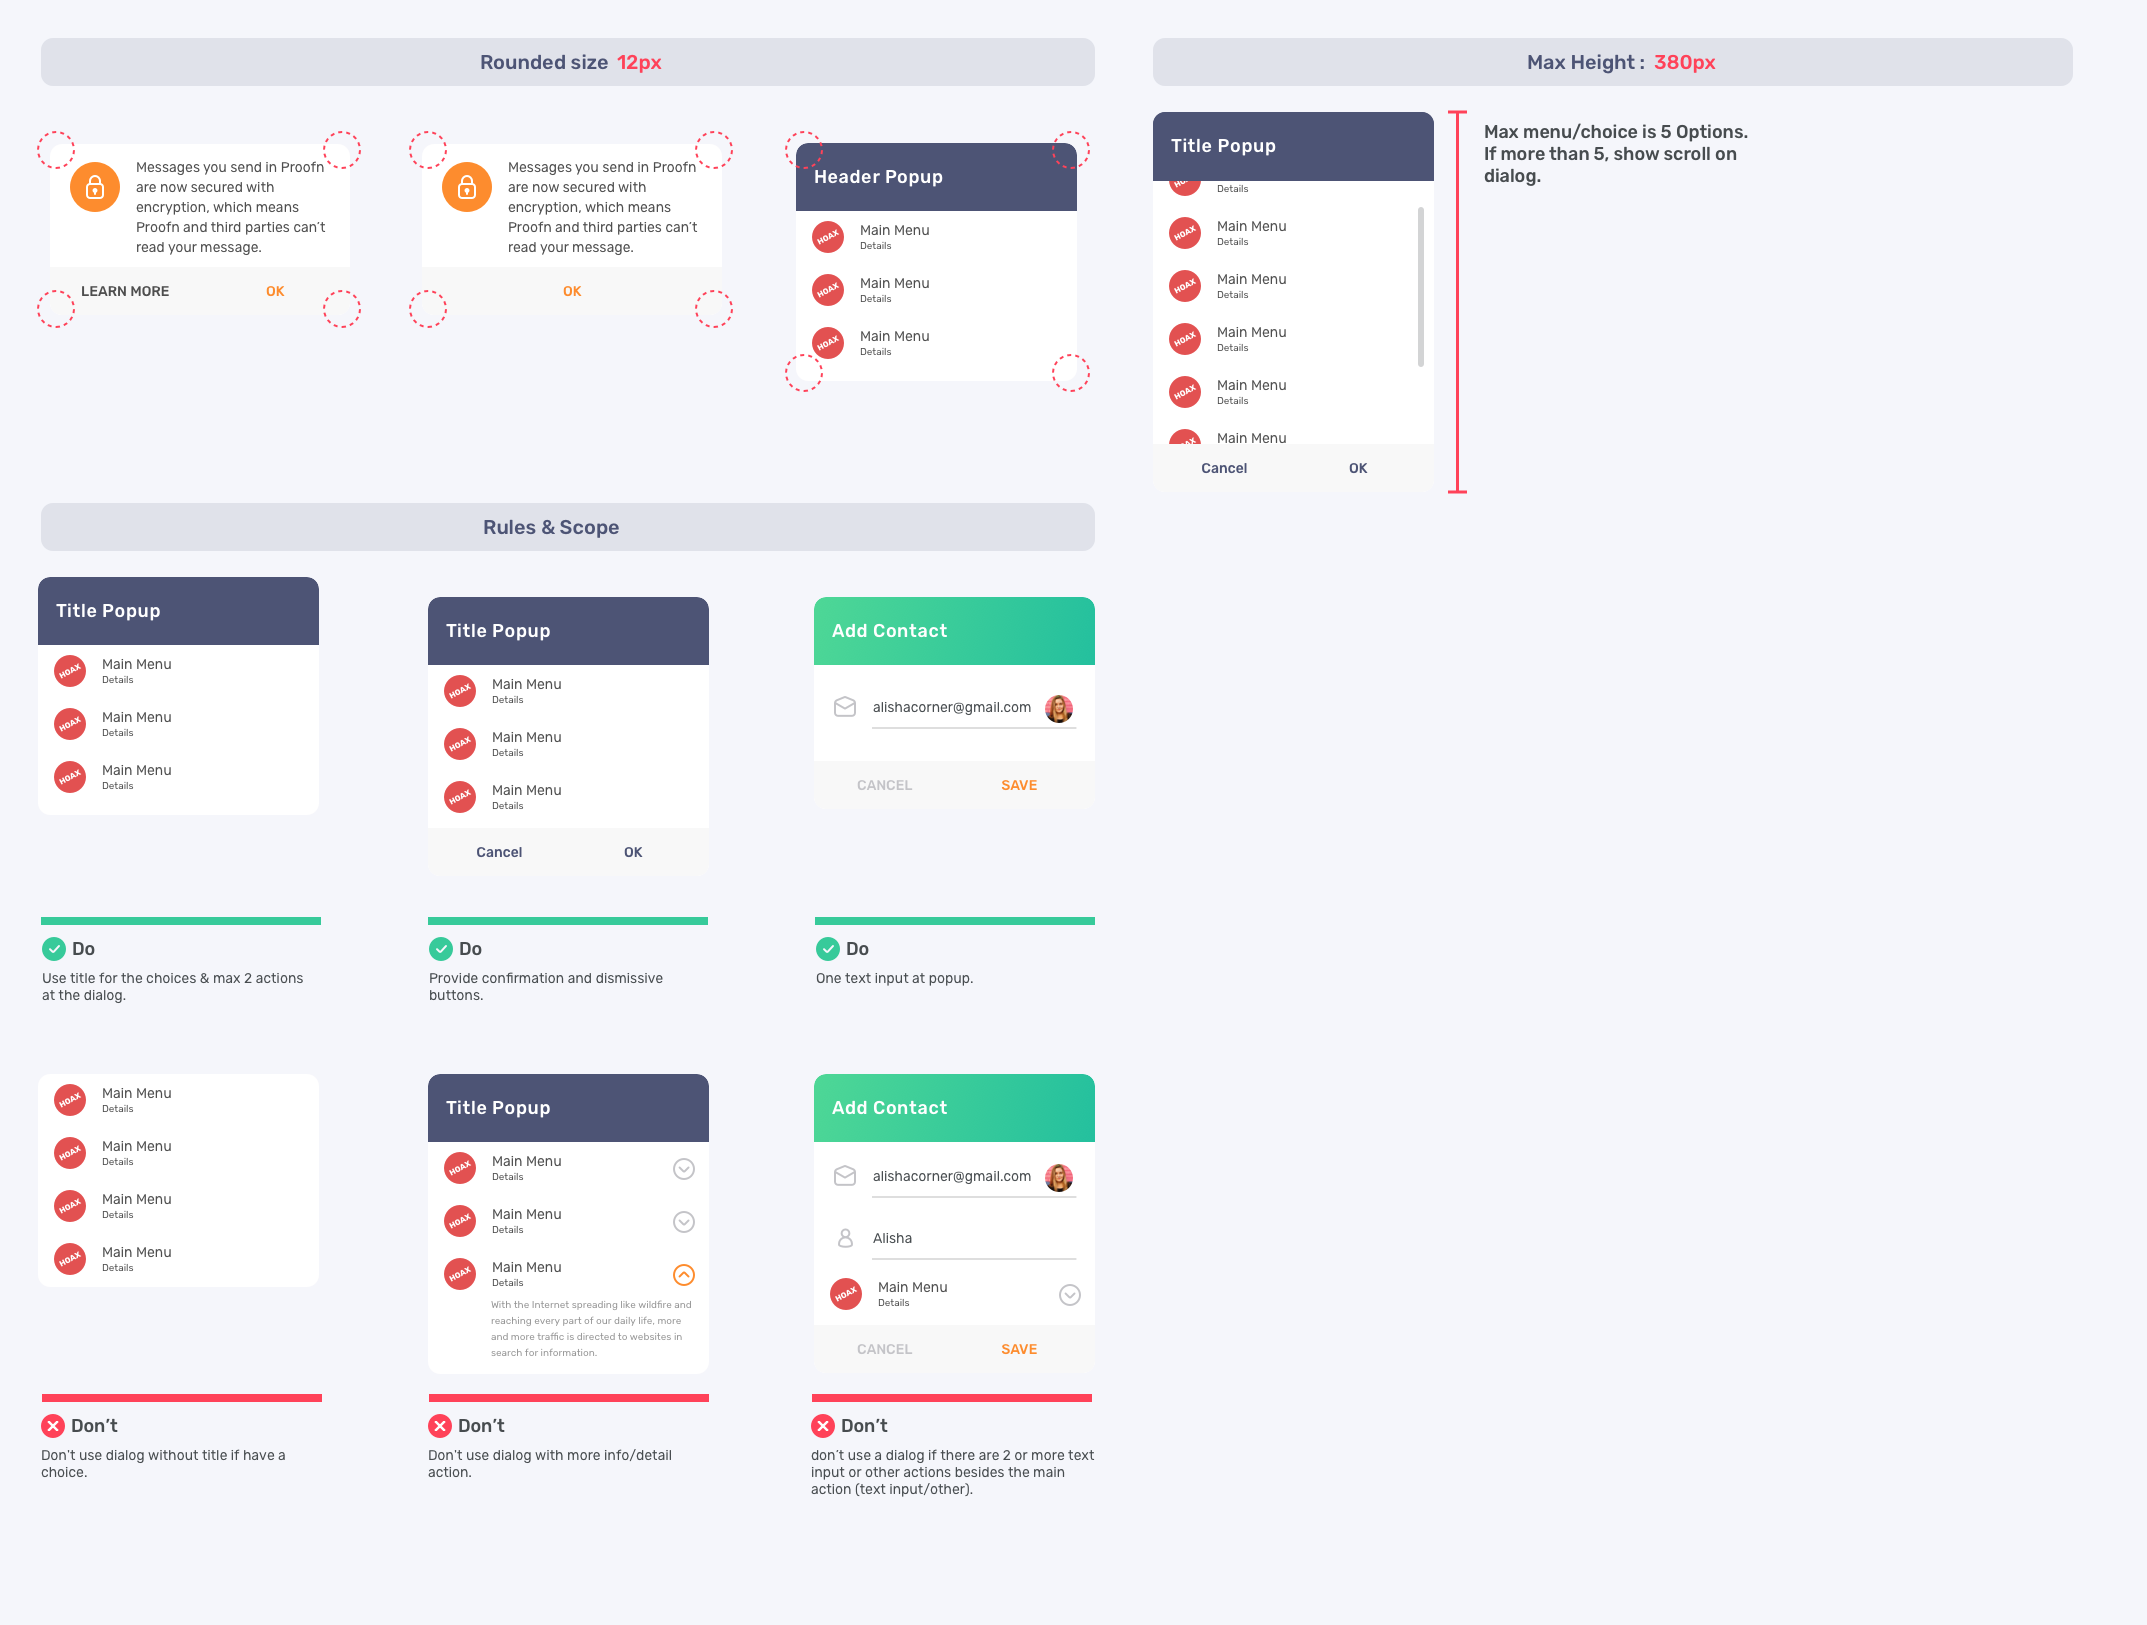 Rounded size 12px
Messages you send in Proofn
are now secured with
encryption, which means
Proofn and third parties can't
read your message.
LEARN MORE OK
Messages you send in Proofn
are now secured with
encryption, which means
Proofn and third parties can't
read your message.
OK
Header Popup
HOAX Main Menu
Details
HOAX Main Menu
Details
HOAX Main Menu
Details
Max Height : 380px
Title Popup
Details
HOAX Main Menu
Details
HOAX Main Menu
Details
HOAX Main Menu
Details
HOAX Main Menu
Details
Main Menu
Cancel OK
Max menu/choice is 5 Options.
If more than 5, show scroll on
dialog.
Rules & Scope
Title Popup
HOAX Main Menu
Details
HOAX Main Menu
Details
HOAX Main Menu
Details
Do
Use title for the choices & max 2 actions
at the dialog.
Title Popup
HOAX Main Menu
Details
HOAX Main Menu
Details
HOAX Main Menu
Details
Cancel OK
Do
Provide confirmation and dismissive
buttons.
Add Contact
alishacorner@gmail.com
CANCEL SAVE
Do
One text input at popup.
HOAX Main Menu
Details
HOAX Main Menu
Details
HOAX Main Menu
Details
HOAX Main Menu
Details
Don't
Don't use dialog without title if have a
choice.
Title Popup
HOAX Main Menu
Details
HOAX Main Menu
Details
HOAX Main Menu
Details
With the Internet spreading like wildfire and
reaching every part of our daily life, more
and more traffic is directed to websites in
search for information.
Don't
Don't use dialog with more info/detail
action.
Add Contact
alishacorner@gmail.com
Alisha
HOAX Main Menu
Details
CANCEL SAVE
Don't
don't use a dialog if there are 2 or more text
input or other actions besides the main
action (text input/other).